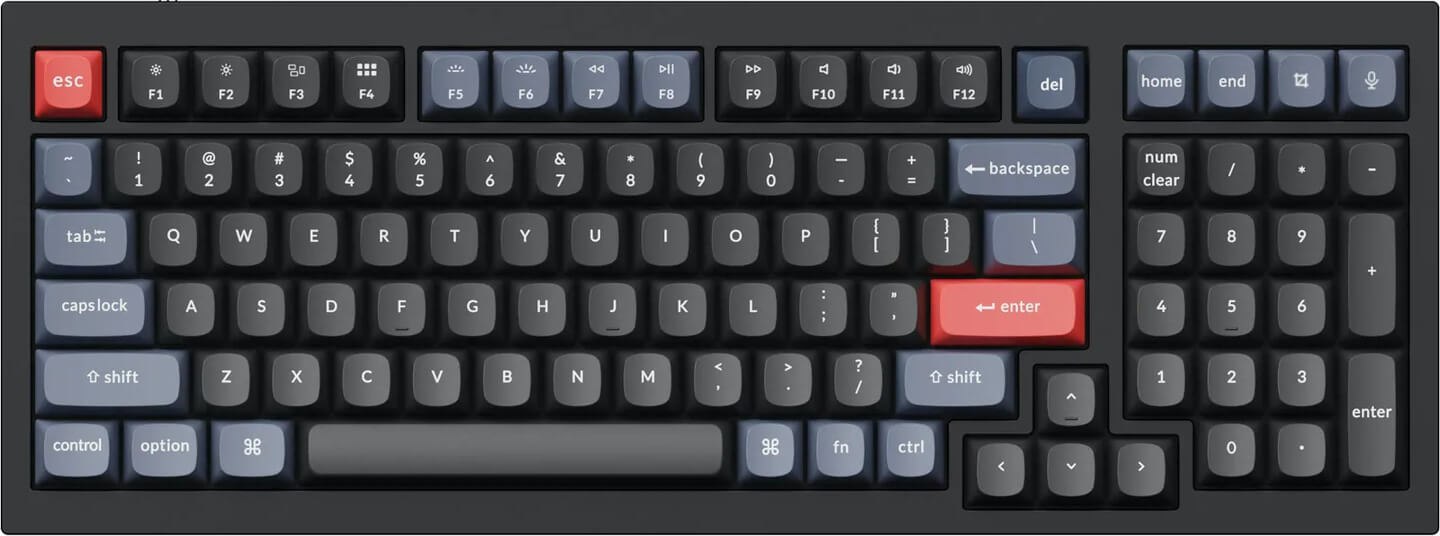 esc
F1 F2 F3 F4 F5 F6 F7 F8 F9 F10 F11 F12
del home end
~ ! @ # $ % ^ & * ( ) — +
` 1 2 3 4 5 6 7 8 9 0 - =
backspace
num
clear
/ * -
tab Q W E R T Y U I O P
{ } |
[ ] \
7 8 9 +
caps lock A S D F G H J K L
: "
; '
enter
4 5 6
shift Z X C V B N M
< > ?
, . /
shift ^
1 2 3 enter
control option ⌘ ⌘ fn ctrl
< ⌄ >
0 .